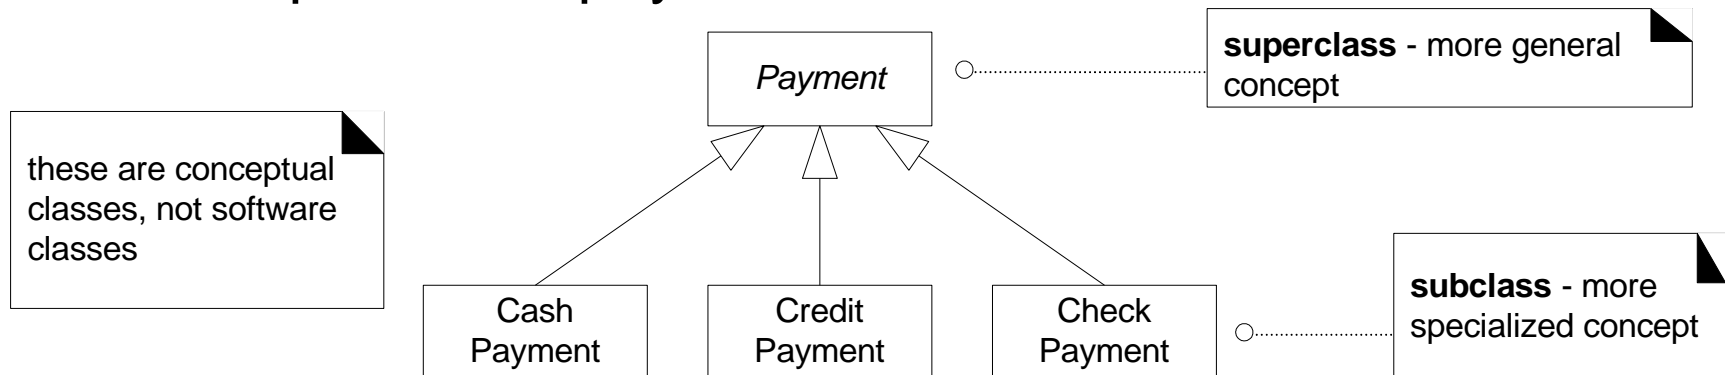 Payment
superclass - more general
concept
these are conceptual
classes, not software
classes
Cash
Payment
Credit
Payment
Check
Payment
subclass - more
specialized concept